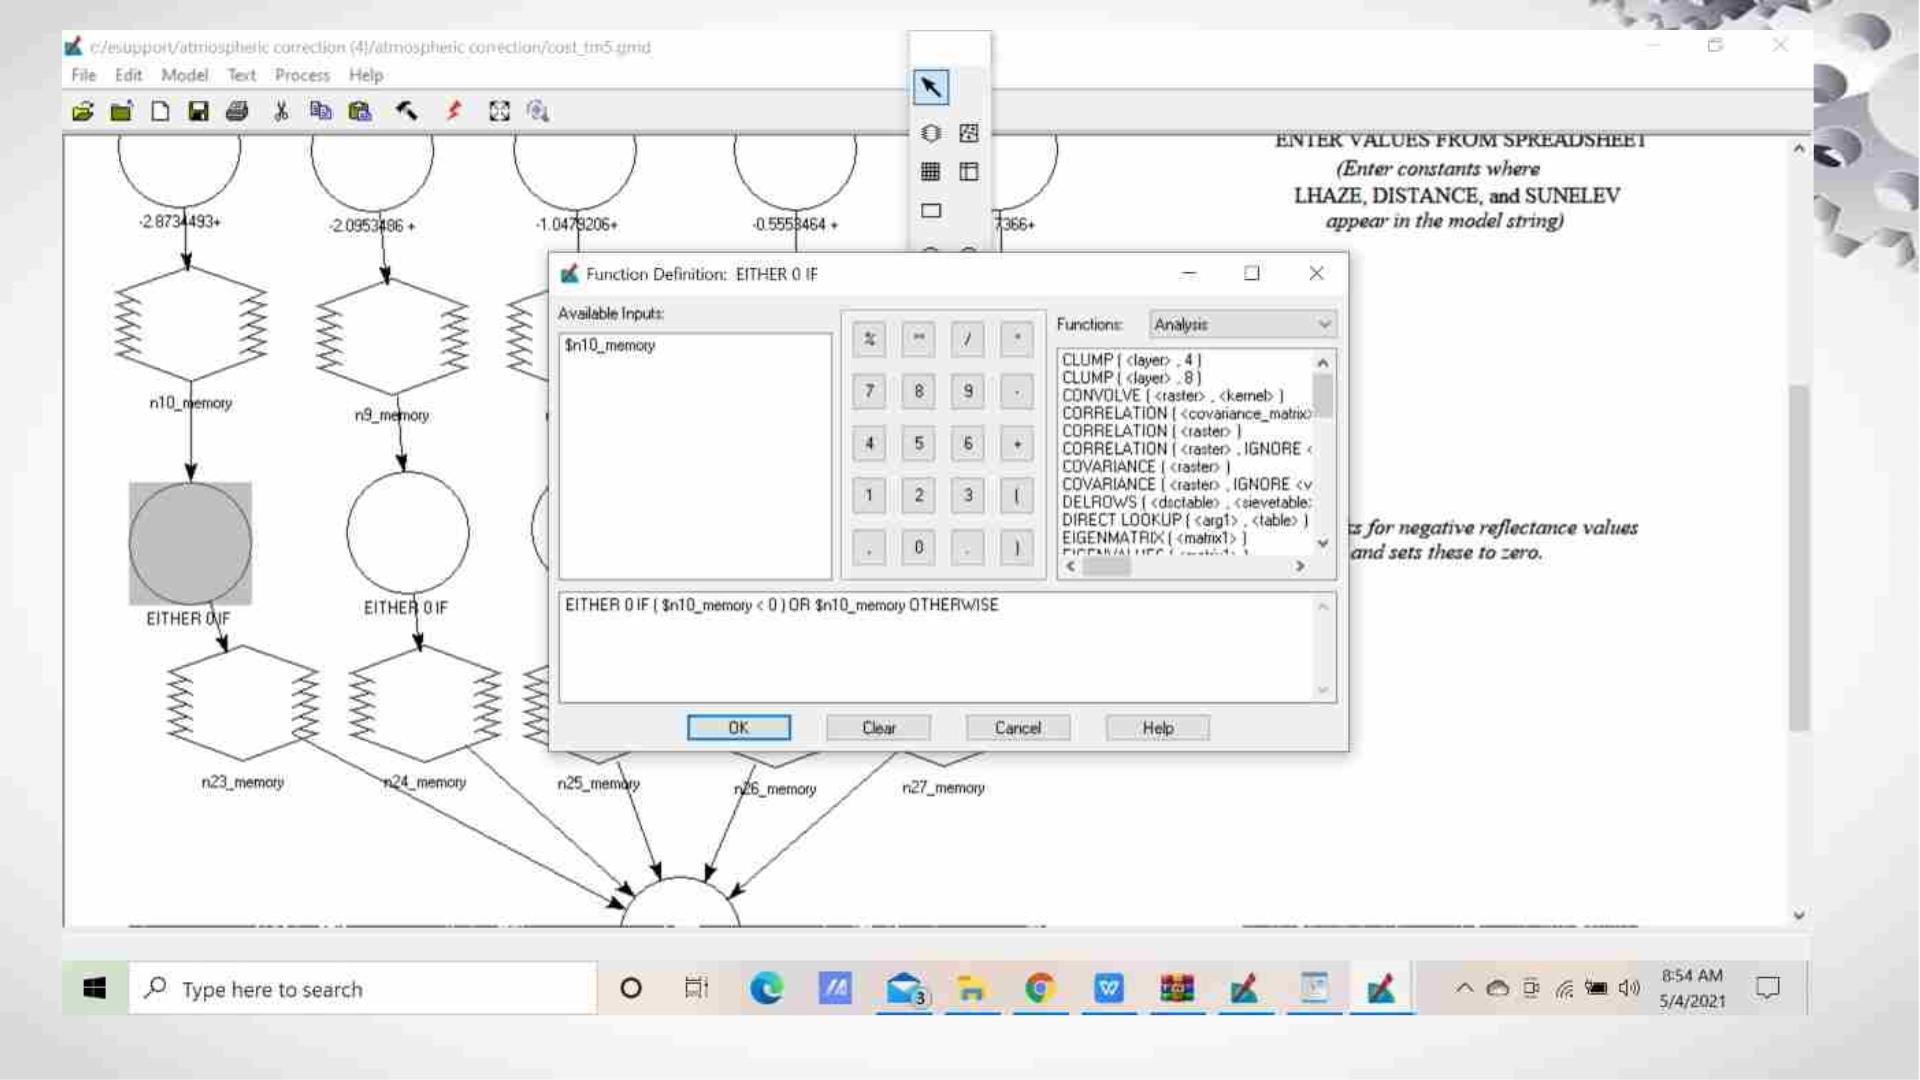 c:/esupport/atmospheric correction (4)/atmospheric correction/cost_tm5.gmd
File Edit Model Text Process Help
ENTER VALUES FROM SPREADSHEET
(Enter constants where
LHAZE, DISTANCE, and SUNELEV
appear in the model string)
-2.8734493+
-2.0953486 +
-1.0479206+
-0.5553464 +
7366+
n10_memory
n9_memory
EITHER 0 IF
EITHER 0 IF
n23_memory
n24_memory
n25_memory
n26_memory
n27_memory
for negative reflectance values
and sets these to zero.
Function Definition: EITHER 0 IF
Available Inputs:
$n10_memory
% ** / *
7 8 9 -
4 5 6 +
1 2 3 (
, 0 . )
Functions: Analysis
CLUMP ( <layer> , 4 )
CLUMP ( <layer> , 8 )
CONVOLVE ( <raster> , <kernel> )
CORRELATION ( <covariance_matrix>
CORRELATION ( <raster> )
CORRELATION ( <raster> , IGNORE <
COVARIANCE ( <raster> )
COVARIANCE ( <raster> , IGNORE <v
DELROWS ( <dsctable> , <sievetable>
DIRECT LOOKUP ( <arg1> , <table> )
EIGENMATRIX ( <matrix1> )
EIGENVALUES ( <matrix1> )
EITHER 0 IF ( $n10_memory < 0 ) OR $n10_memory OTHERWISE
OK Clear Cancel Help
Type here to search
3
8:54 AM
5/4/2021